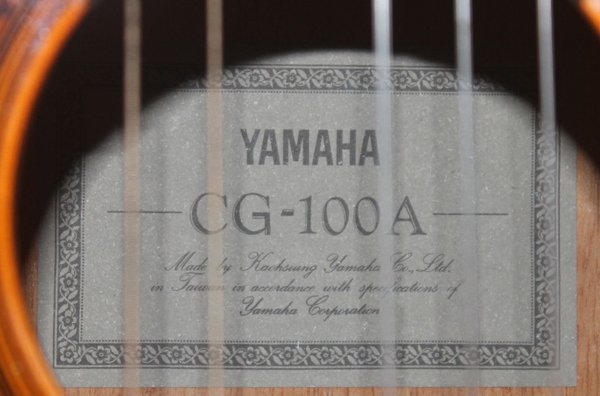 YAMAHA
CG-100A
Made by Kaohsiung Yamaha Co., Ltd.
in Taiwan in accordance with specifications of
Yamaha Corporation